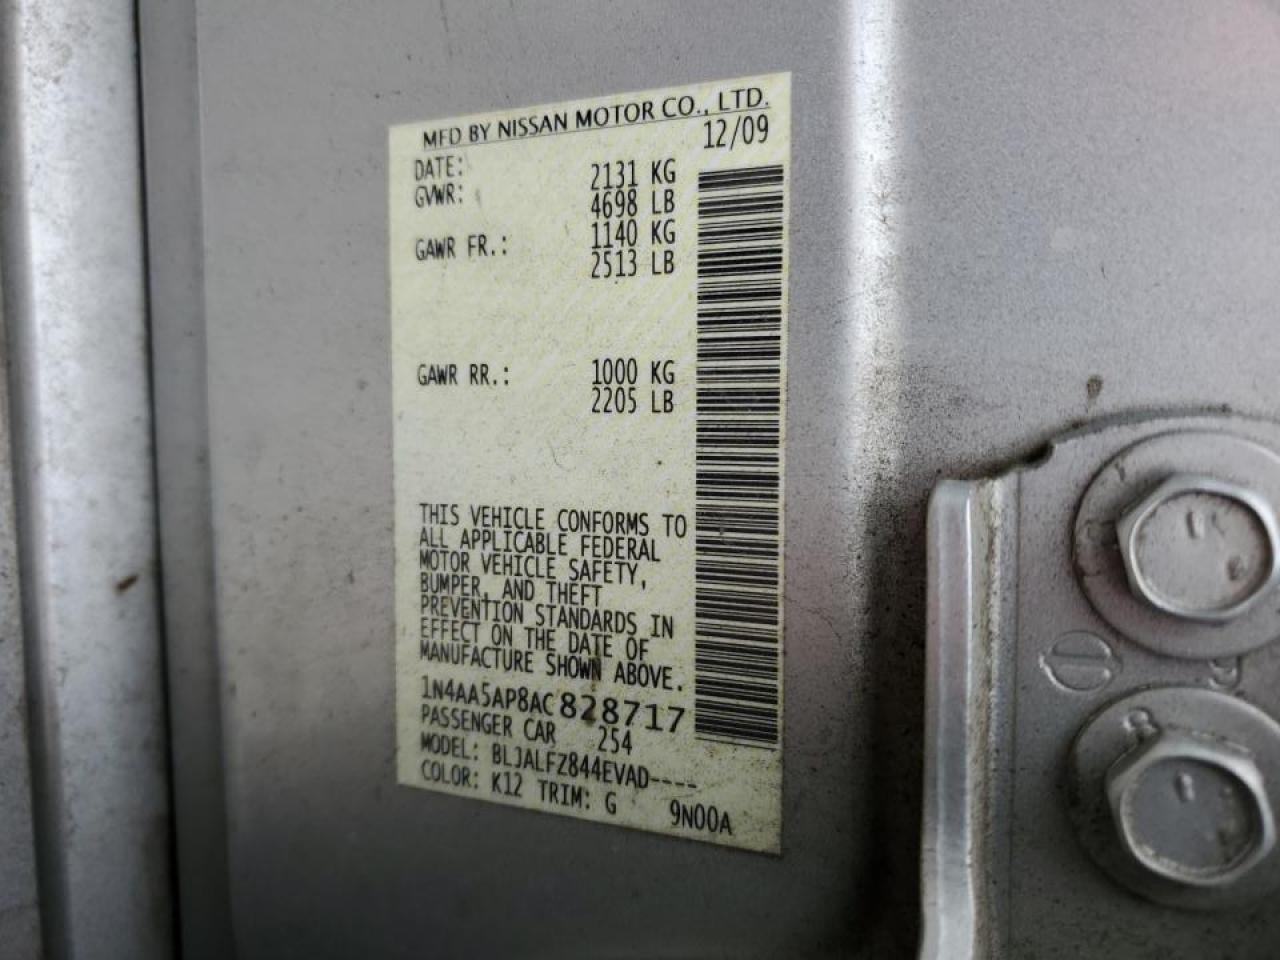 MFD BY NISSAN MOTOR CO., LTD.
DATE: 12/09
GVWR: 2131 KG
4698 LB
GAWR FR.: 1140 KG
2513 LB
GAWR RR.: 1000 KG
2205 LB
THIS VEHICLE CONFORMS TO
ALL APPLICABLE FEDERAL
MOTOR VEHICLE SAFETY,
BUMPER, AND THEFT
PREVENTION STANDARDS IN
EFFECT ON THE DATE OF
MANUFACTURE SHOWN ABOVE.
1N4AA5AP8AC828717
PASSENGER CAR 254
MODEL: BLJALFZ844EVAD----
COLOR: K12 TRIM: G 9N00A